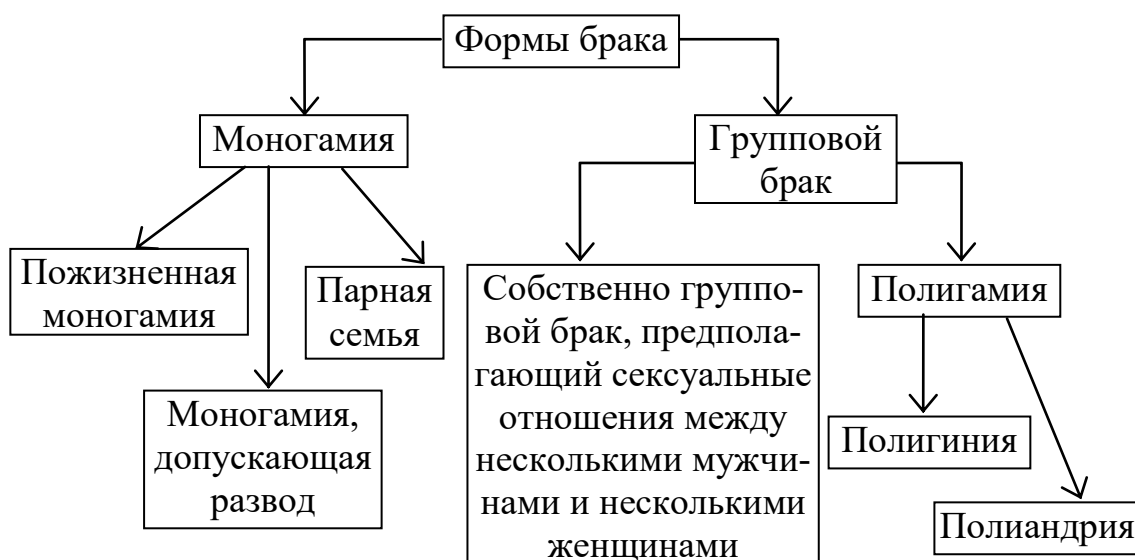 Формы брака
Моногамия
Групповой
брак
Пожизненная
моногамия
Парная
семья
Моногамия,
допускающая
развод
Собственно группо-
вой брак, предпола-
гающий сексуальные
отношения между
несколькими мужчи-
нами и несколькими
женщинами
Полигамия
Полигиния
Полиандрия